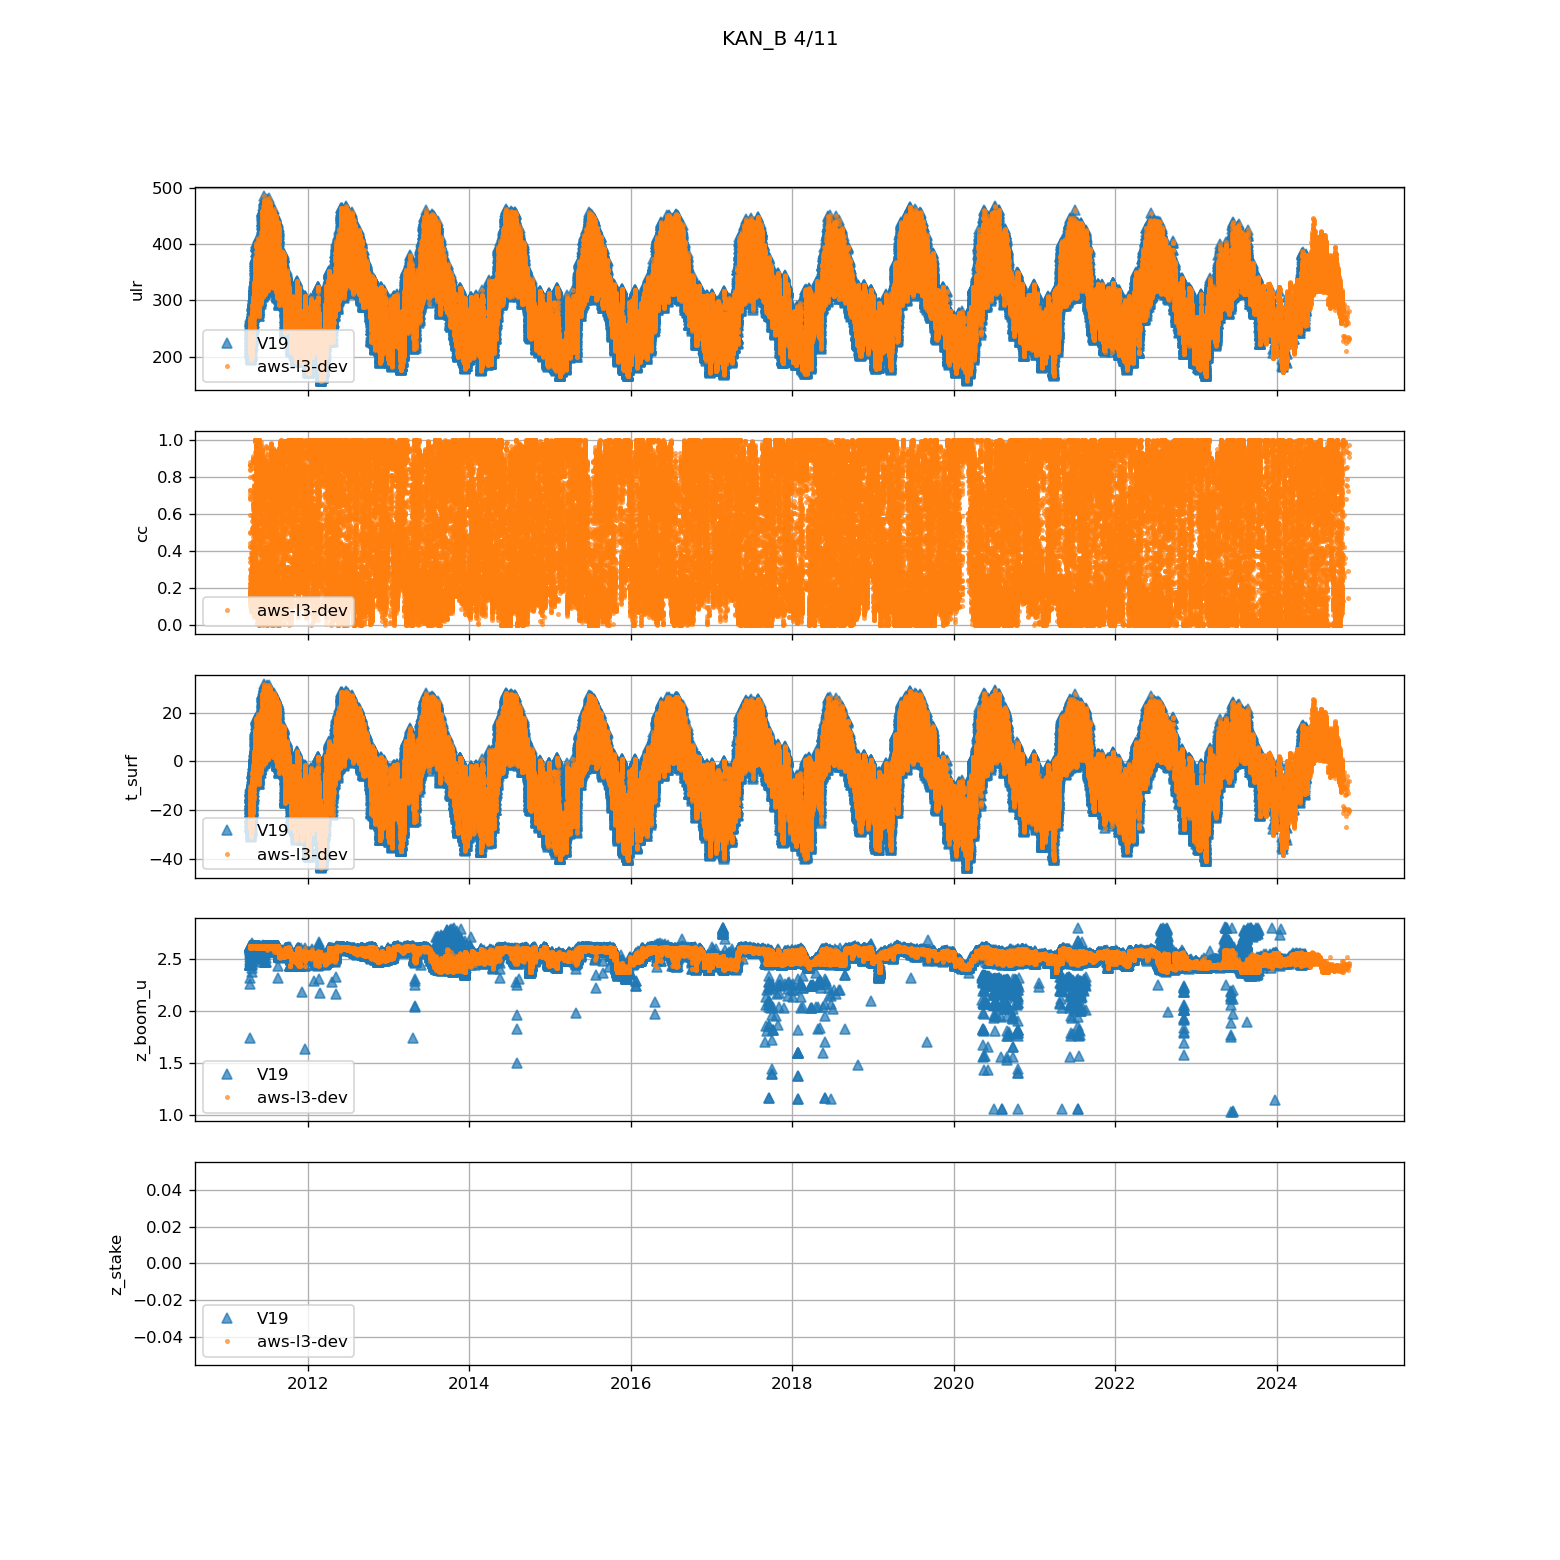 KAN_B 4/11
500
400
300
200
ulr
V19
aws-l3-dev
1.0
0.8
0.6
0.4
0.2
0.0
cc
aws-l3-dev
20
0
−20
−40
t_surf
V19
aws-l3-dev
2.5
2.0
1.5
1.0
z_boom_u
V19
aws-l3-dev
0.04
0.02
0.00
−0.02
−0.04
z_stake
V19
aws-l3-dev
2012 2014 2016 2018 2020 2022 2024